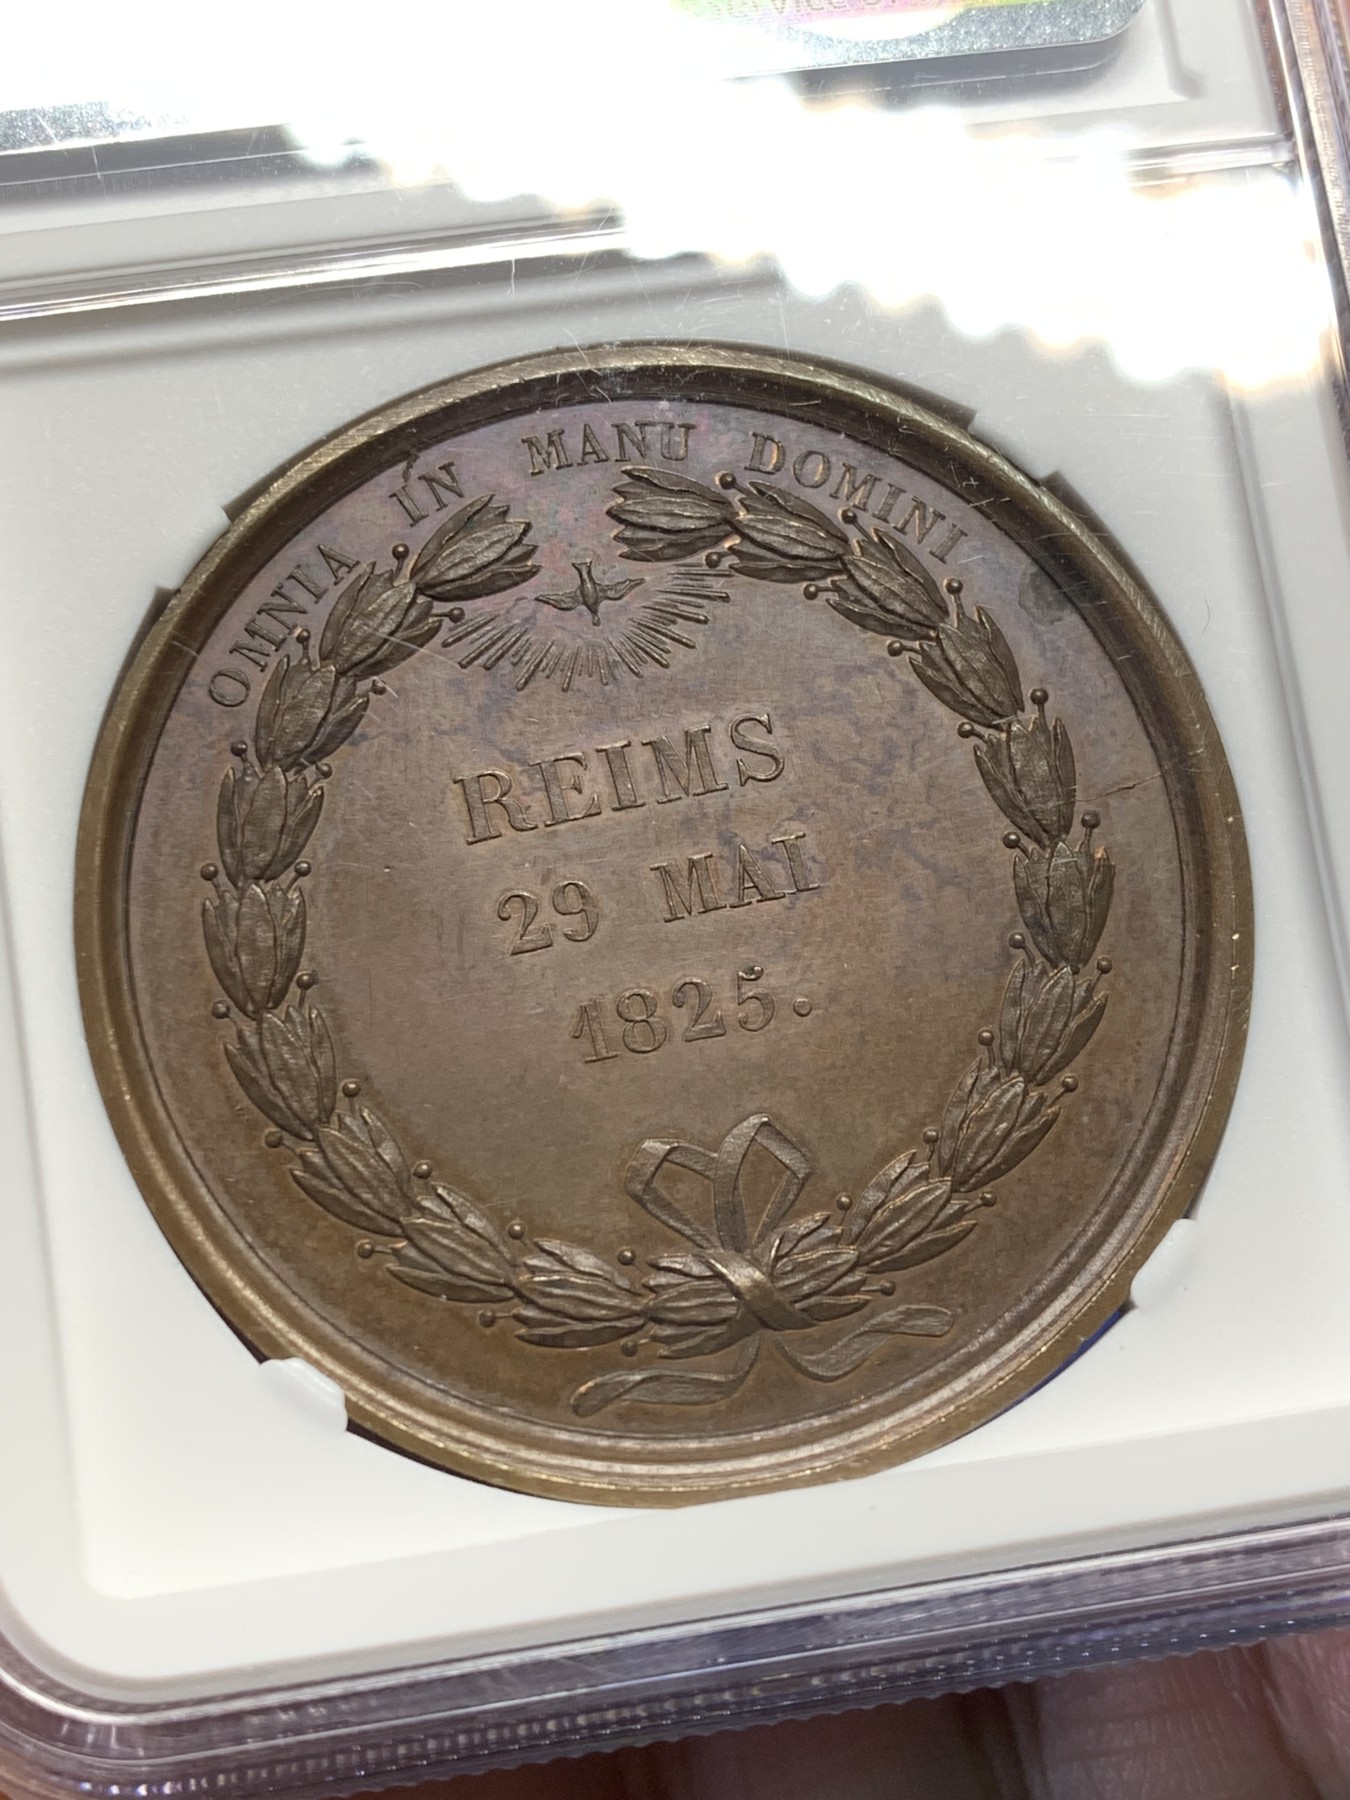 OMNIA IN MANU DOMINI
REIMS
29 MAI
1825.